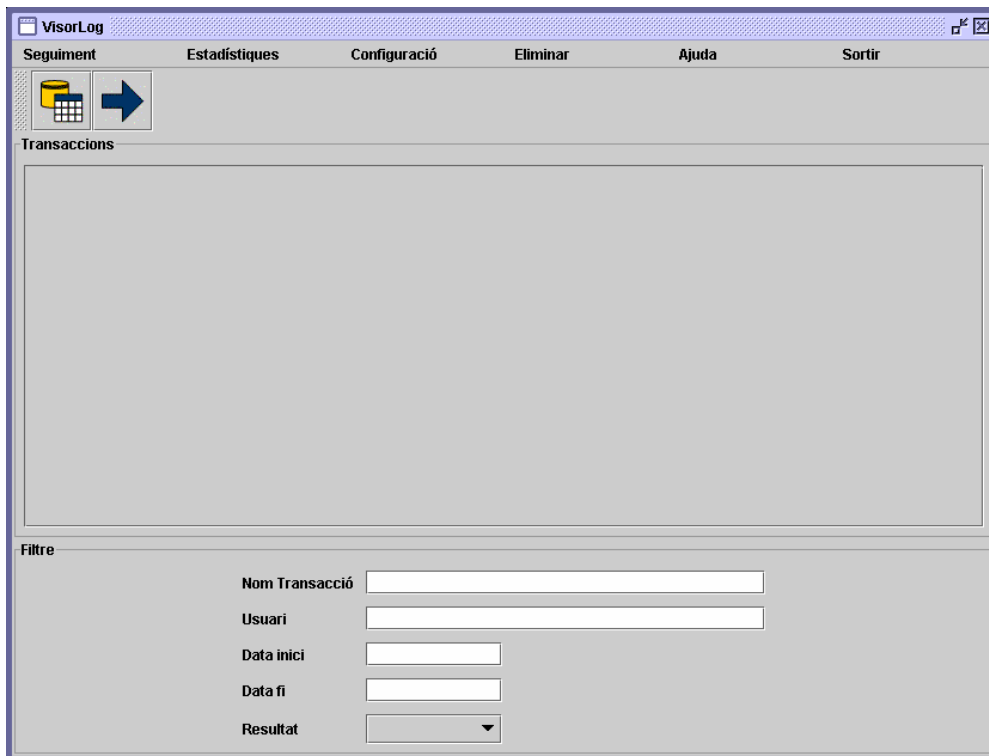 VisorLog
Seguiment Estadístiques Configuració Eliminar Ajuda Sortir
Transaccions
Filtre
Nom Transacció
Usuari
Data inici
Data fi
Resultat